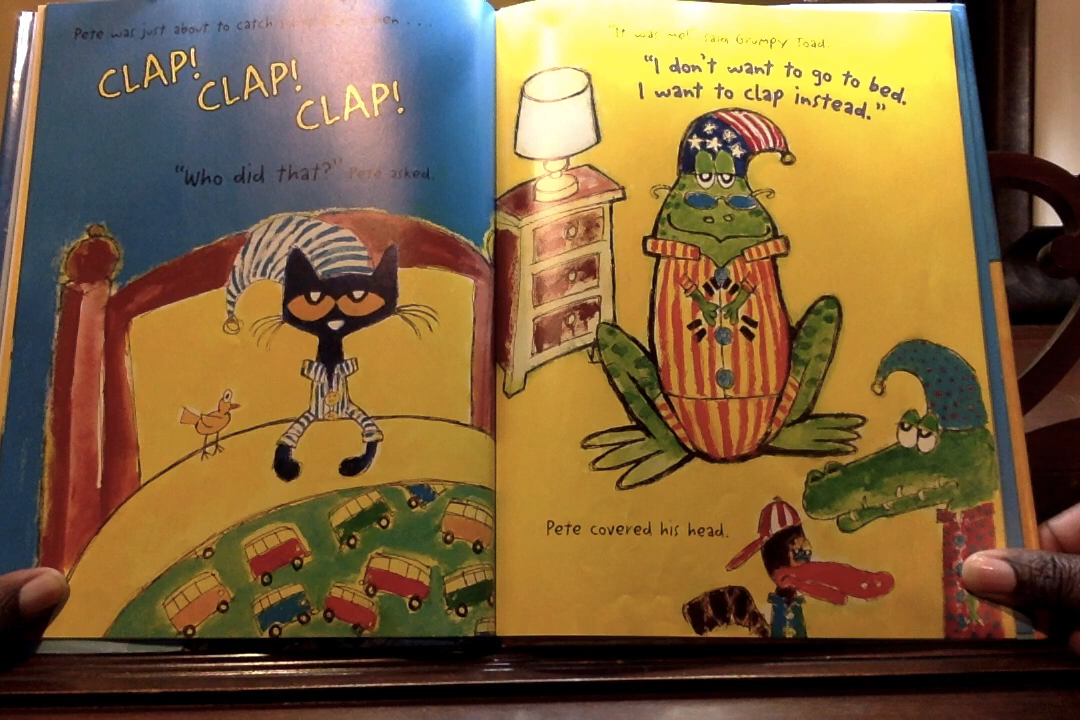 Pete was just about to catch
CLAP!
CLAP!
CLAP!
"Who did that?" Pete asked.
"It was me!" said Grumpy Toad.
"I don't want to go to bed.
I want to clap instead."
Pete covered his head.